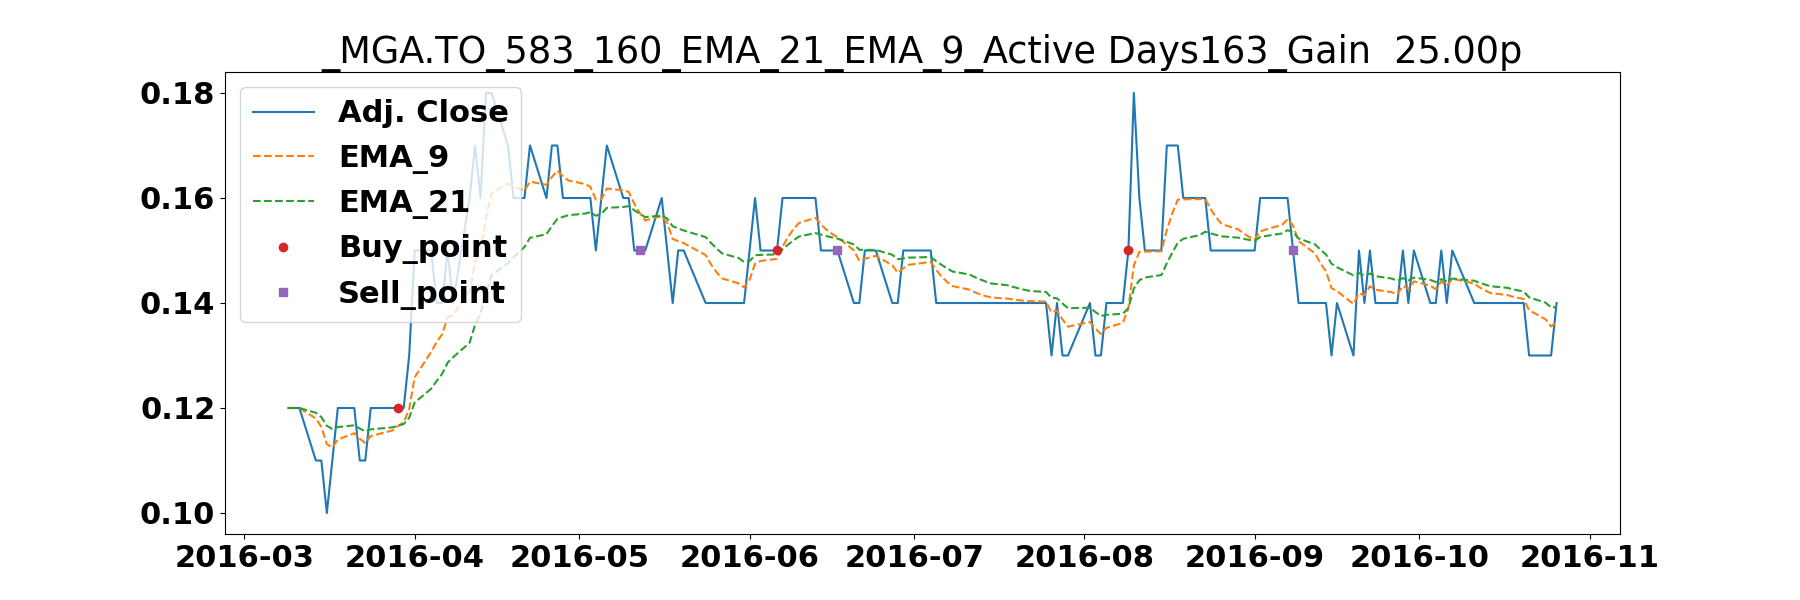 _MGA.TO_583_160_EMA_21_EMA_9_Active Days163_Gain  25.00p
0.18
0.16
0.14
0.12
0.10
Adj. Close
EMA_9
EMA_21
Buy_point
Sell_point
2016-03 2016-04 2016-05 2016-06 2016-07 2016-08 2016-09 2016-10 2016-11